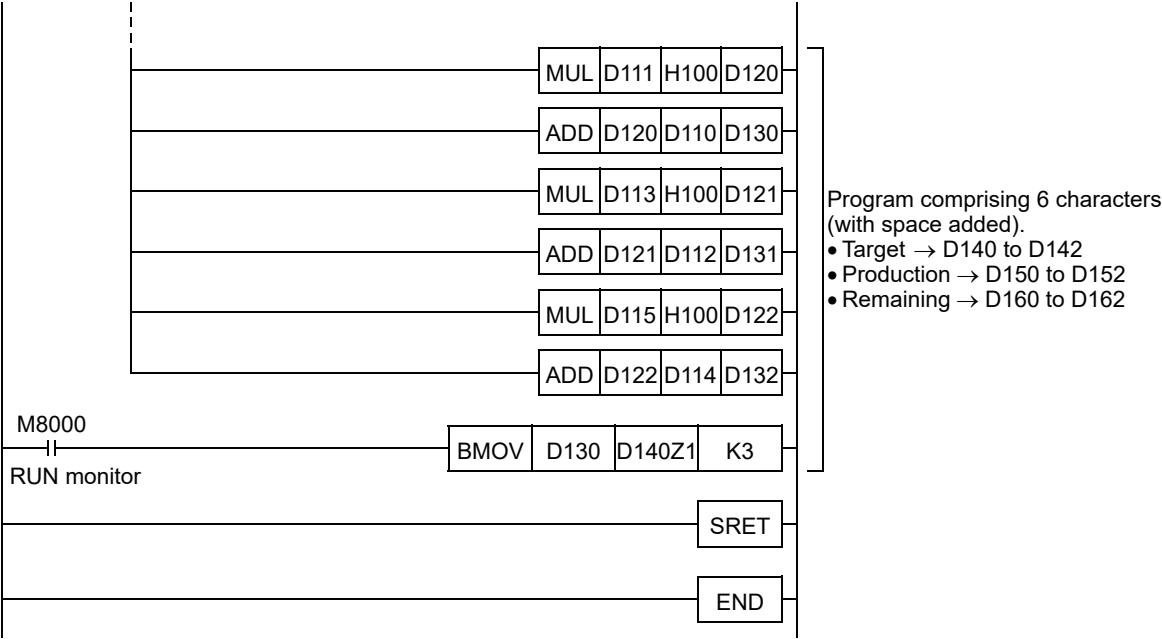 MUL D111 H100 D120
ADD D120 D110 D130
MUL D113 H100 D121
ADD D121 D112 D131
MUL D115 H100 D122
ADD D122 D114 D132
Program comprising 6 characters
(with space added).
• Target → D140 to D142
• Production → D150 to D152
• Remaining → D160 to D162
M8000
RUN monitor
BMOV D130 D140Z1 K3
SRET
END